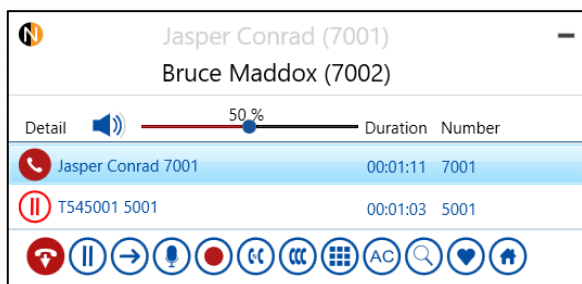 Jasper Conrad (7001)
Bruce Maddox (7002)
50 %
Detail Duration Number
Jasper Conrad 7001 00:01:11 7001
T545001 5001 00:01:03 5001
AC